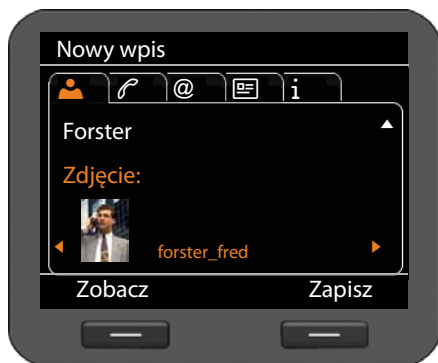 Nowy wpis
@ i
Forster
Zdjęcie:
forster_fred
Zobacz Zapisz